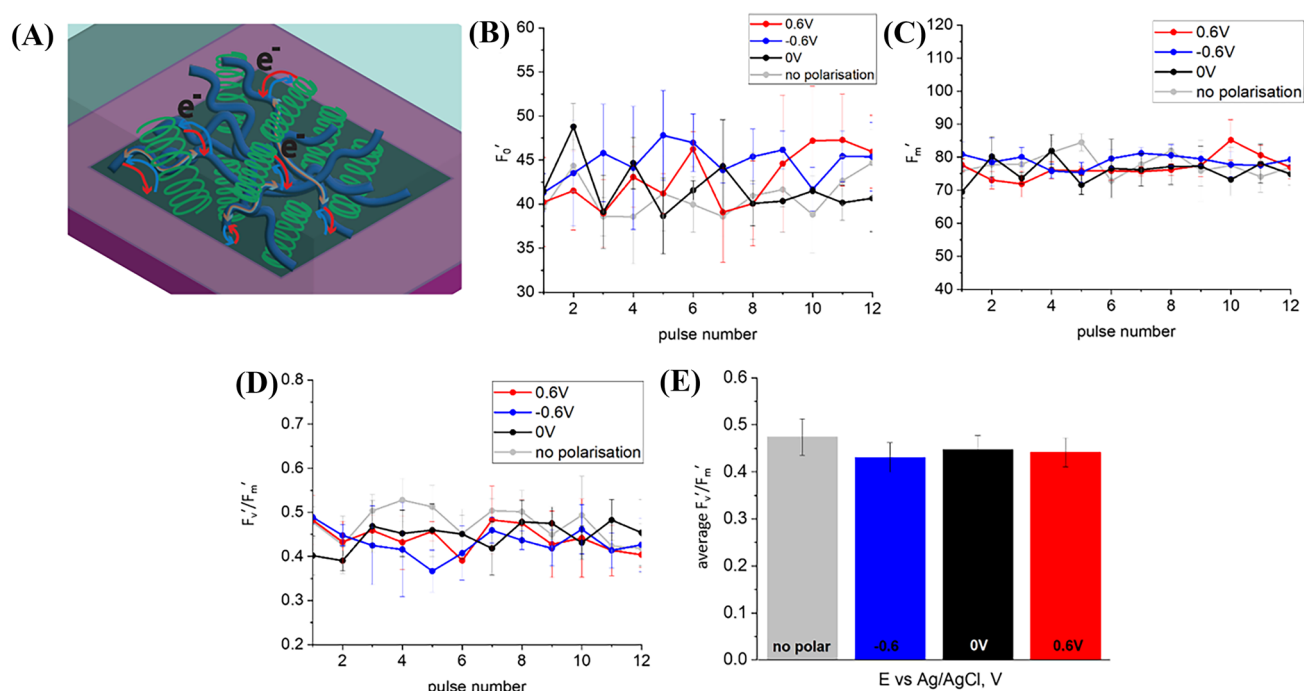 (A)
e-
e-
e-
(B)
60
55
50
45
40
35
30
F₀'
2
4
6
8
10
12
pulse number
0.6V
-0.6V
0V
no polarisation
(C)
120
110
100
90
80
70
60
50
40
Fₘ'
2
4
6
8
10
12
pulse number
0.6V
-0.6V
0V
no polarisation
(D)
0.8
0.7
0.6
0.5
0.4
0.3
0.2
Fᵥ'/Fₘ'
2
4
6
8
10
12
pulse number
0.6V
-0.6V
0V
no polarisation
(E)
0.6
0.5
0.4
0.3
0.2
0.1
0.0
average Fᵥ'/Fₘ'
no polar
-0.6
0V
0.6V
E vs Ag/AgCl, V